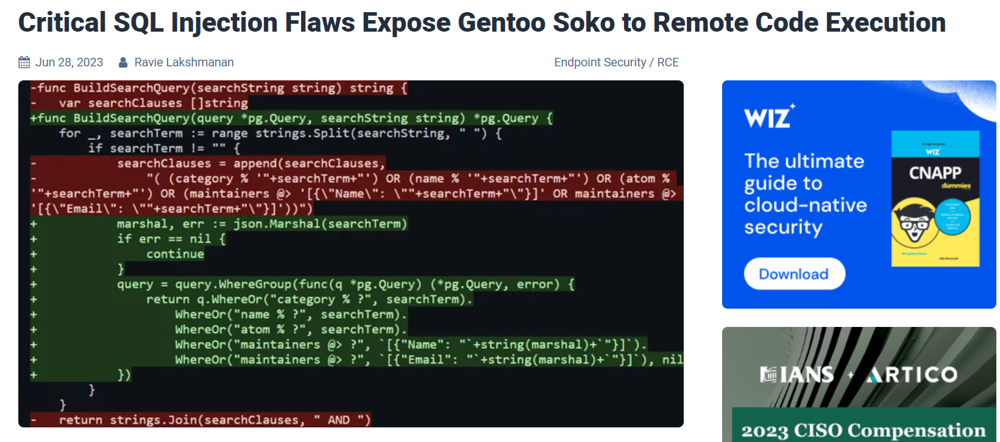 Critical SQL Injection Flaws Expose Gentoo Soko to Remote Code Execution
Jun 28, 2023 Ravie Lakshmanan Endpoint Security / RCE
-func BuildSearchQuery(searchString string) string {
-   var searchClauses []string
+func BuildSearchQuery(query *pg.Query, searchString string) *pg.Query {
    for _, searchTerm := range strings.Split(searchString, " ") {
        if searchTerm != "" {
-           searchClauses = append(searchClauses,
-               "( (category % '"+searchTerm+"') OR (name % '"+searchTerm+"') OR (atom %
'"+searchTerm+"') OR (maintainers @> '[{\"Name\": \""+searchTerm+"\"}]' OR maintainers @>
'[{\"Email\": \""+searchTerm+"\"}]'))")
+           marshal, err := json.Marshal(searchTerm)
+           if err == nil {
+               continue
+           }
+           query = query.WhereGroup(func(q *pg.Query) (*pg.Query, error) {
+               return q.WhereOr("category % ?", searchTerm).
+                   WhereOr("name % ?", searchTerm).
+                   WhereOr("atom % ?", searchTerm).
+                   WhereOr("maintainers @> ?", `[{"Name": "`+string(marshal)+`"}]`).
+                   WhereOr("maintainers @> ?", `[{"Email": "`+string(marshal)+`"}]`), nil
+           })
        }
    }
-   return strings.Join(searchClauses, " AND ")
WIZ
The ultimate
guide to
cloud-native
security
Download
WIZ
CNAPP
dummies
IANS + ARTICO
2023 CISO Compensation